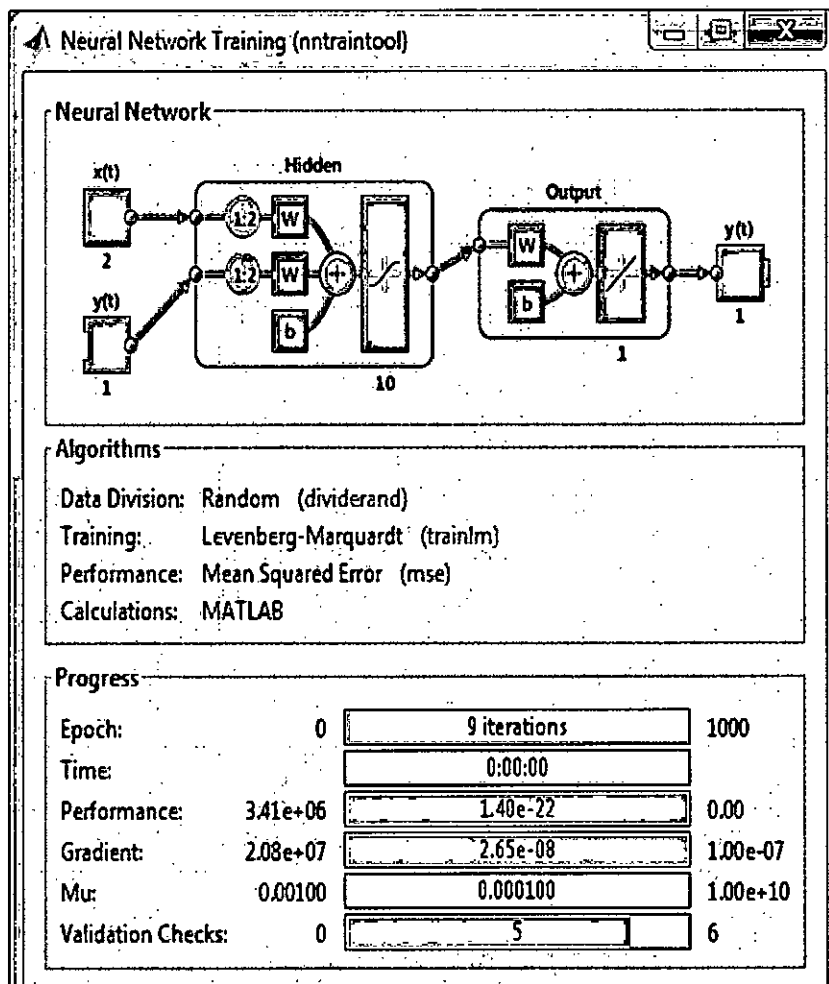 Neural Network Training (nntraintool)
Neural Network
Hidden
x(t)
1:2 W
2
y(t)
1:2 W
b
1
10
Output
W
b
1
y(t)
1
Algorithms
Data Division: Random (dividerand)
Training: Levenberg-Marquardt (trainlm)
Performance: Mean Squared Error (mse)
Calculations: MATLAB
Progress
Epoch: 0 9 iterations 1000
Time: 0:00:00
Performance: 3.41e+06 1.40e-22 0.00
Gradient: 2.08e+07 2.65e-08 1.00e-07
Mu: 0.00100 0.000100 1.00e+10
Validation Checks: 0 5 6